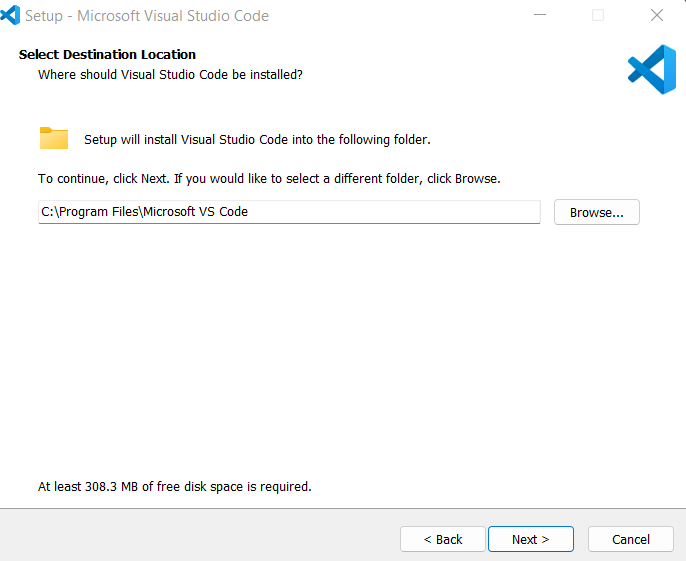 Setup - Microsoft Visual Studio Code
Select Destination Location
Where should Visual Studio Code be installed?
Setup will install Visual Studio Code into the following folder.
To continue, click Next. If you would like to select a different folder, click Browse.
C:\Program Files\Microsoft VS Code
Browse...
At least 308.3 MB of free disk space is required.
< Back
Next >
Cancel